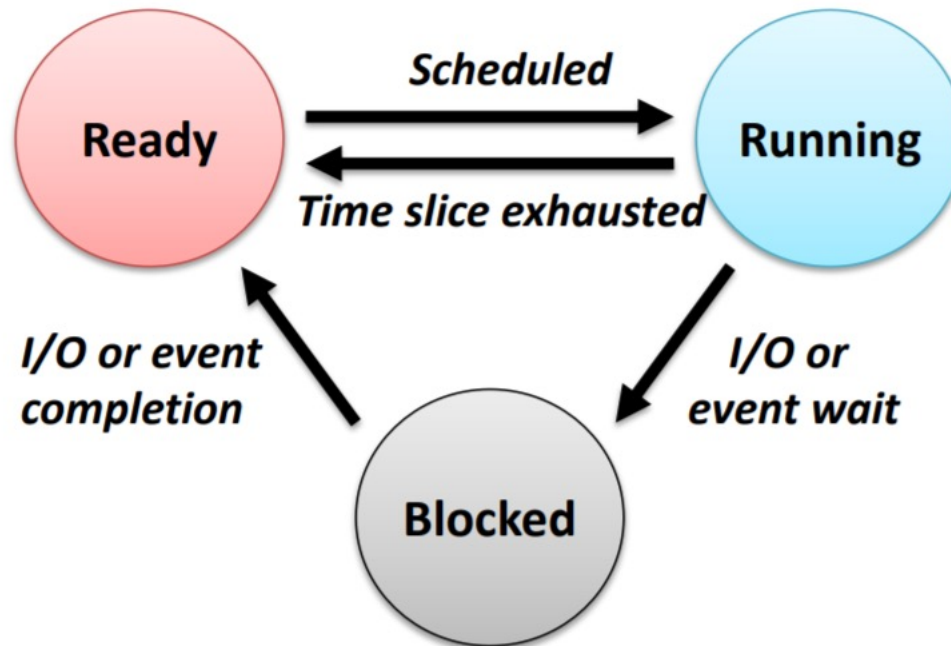 Scheduled
Ready
Running
Time slice exhausted
I/O or event
completion
I/O or
event wait
Blocked